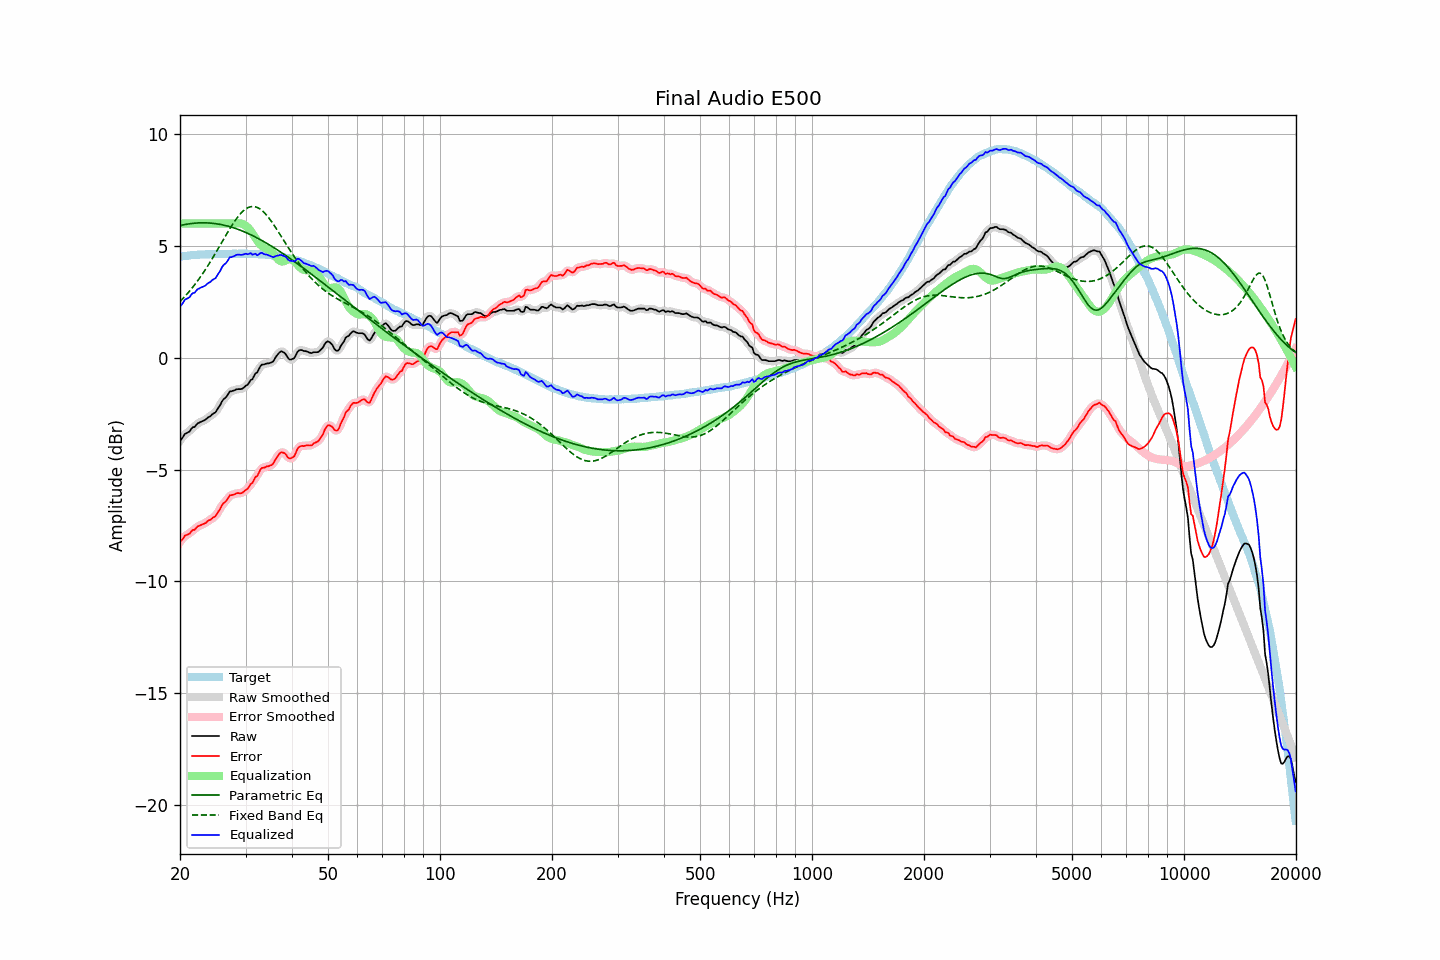 Final Audio E500
10
5
0
−5
−10
−15
−20
Amplitude (dBr)
Target
Raw Smoothed
Error Smoothed
Raw
Error
Equalization
Parametric Eq
Fixed Band Eq
Equalized
20 50 100 200 500 1000 2000 5000 10000 20000
Frequency (Hz)